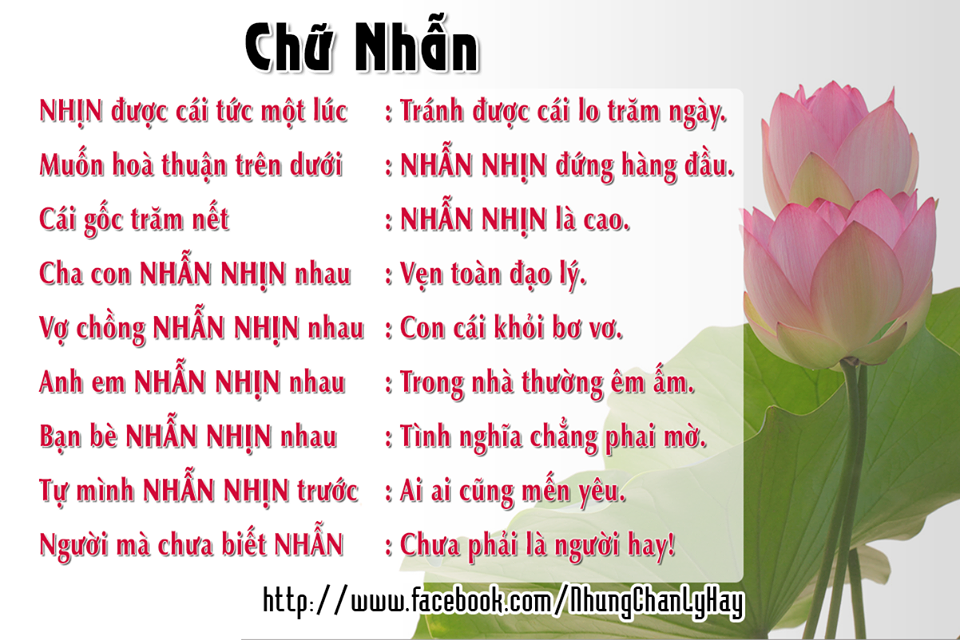 Chữ Nhẫn
NHỊN được cái tức một lúc : Tránh được cái lo trăm ngày.
Muốn hoà thuận trên dưới : NHẪN NHỊN đứng hàng đầu.
Cái gốc trăm nết : NHẪN NHỊN là cao.
Cha con NHẪN NHỊN nhau : Vẹn toàn đạo lý.
Vợ chồng NHẪN NHỊN nhau : Con cái khỏi bơ vơ.
Anh em NHẪN NHỊN nhau : Trong nhà thường êm ấm.
Bạn bè NHẪN NHỊN nhau : Tình nghĩa chẳng phai mờ.
Tự mình NHẪN NHỊN trước : Ai ai cũng mến yêu.
Người mà chưa biết NHẪN : Chưa phải là người hay!
http://www.facebook.com/NhungChanLyHay